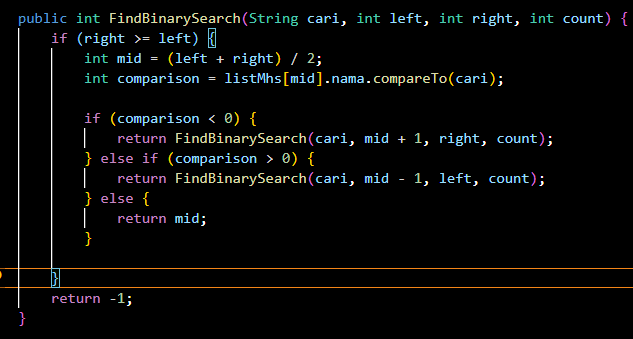 public int FindBinarySearch(String cari, int left, int right, int count) {
if (right >= left) {
int mid = (left + right) / 2;
int comparison = listMhs[mid].nama.compareTo(cari);
if (comparison < 0) {
return FindBinarySearch(cari, mid + 1, right, count);
} else if (comparison > 0) {
return FindBinarySearch(cari, mid - 1, left, count);
} else {
return mid;
}
}
return -1;
}